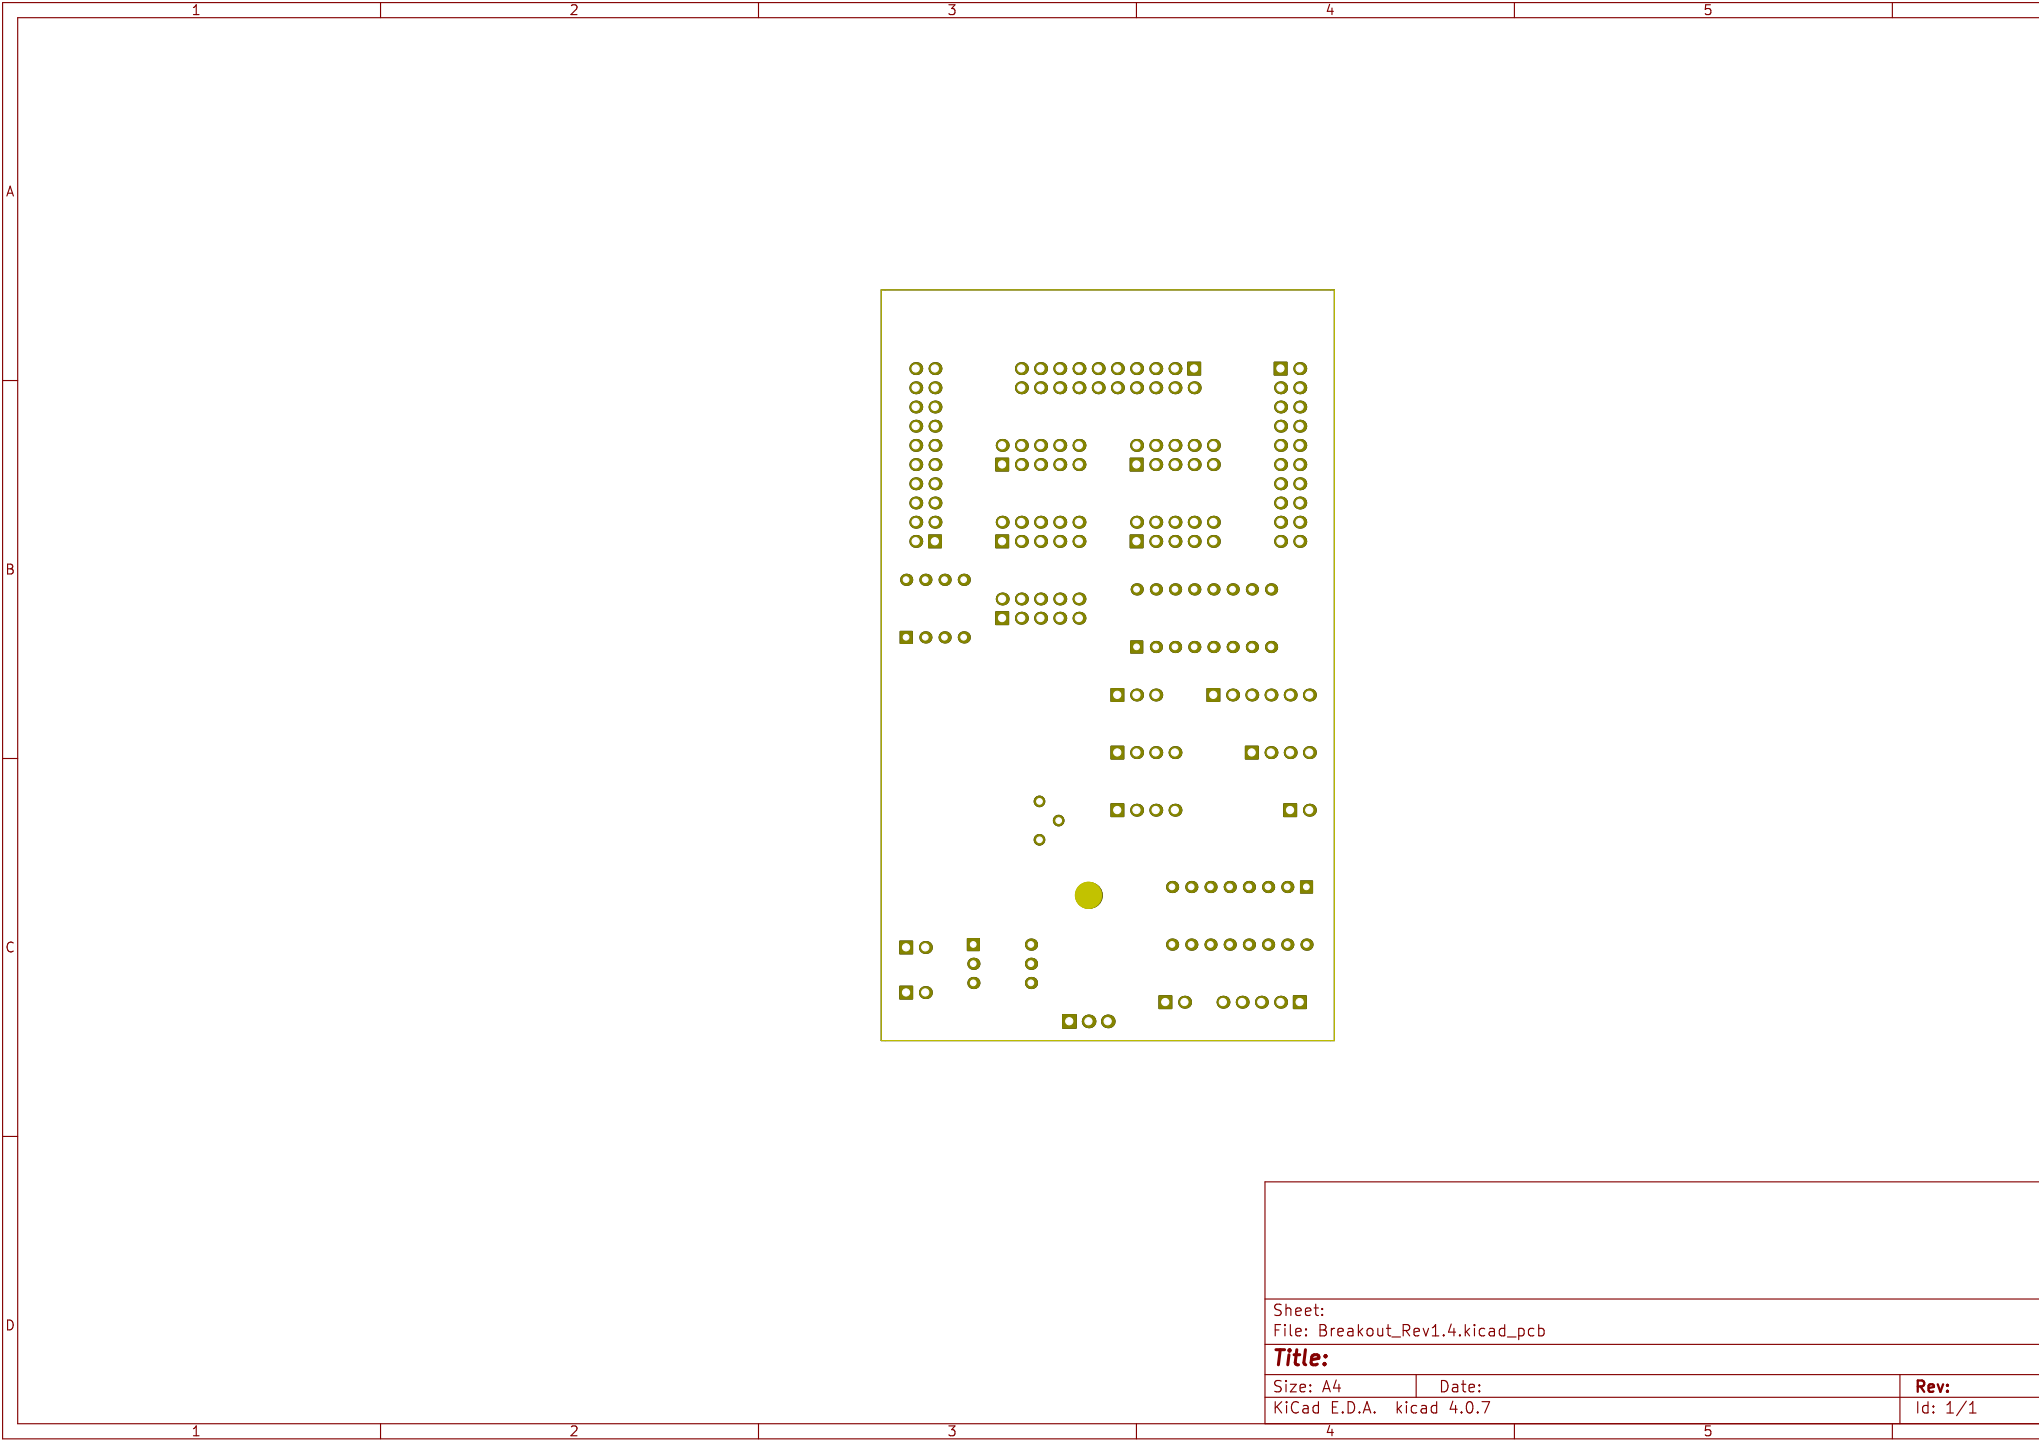 1 2 3 4 5
A
B
C
D
Sheet:
File: Breakout_Rev1.4.kicad_pcb
Title:
Size: A4 Date: Rev:
KiCad E.D.A. kicad 4.0.7 Id: 1/1
1 2 3 4 5